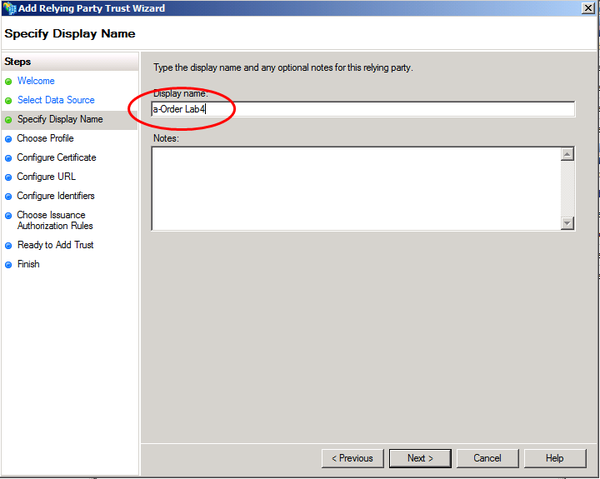 Add Relying Party Trust Wizard
Specify Display Name
Steps
Welcome
Select Data Source
Specify Display Name
Choose Profile
Configure Certificate
Configure URL
Configure Identifiers
Choose Issuance
Authorization Rules
Ready to Add Trust
Finish
Type the display name and any optional notes for this relying party.
Display name:
a-Order Lab4
Notes:
< Previous
Next >
Cancel
Help